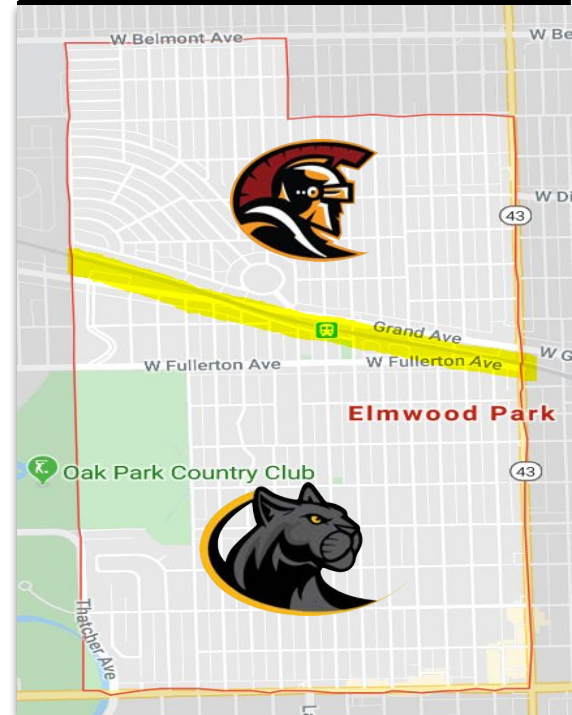 W Belmont Ave
W Be
W Di
43
Grand Ave
W G
W Fullerton Ave
W Fullerton Ave
Elmwood Park
Oak Park Country Club
43
Thatcher Ave
La